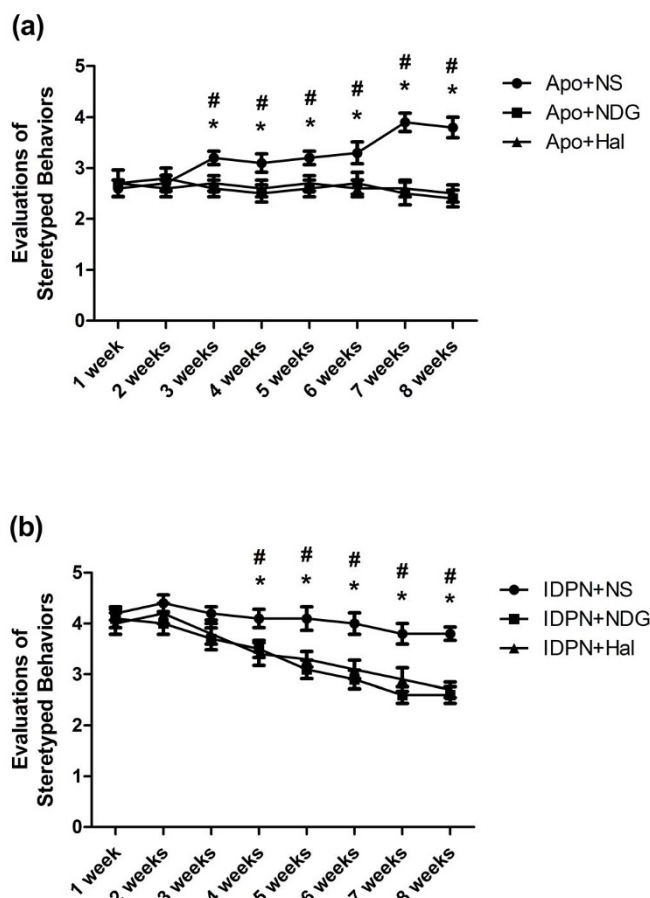 (a)
Evaluations of
Steretyped Behaviors
5
4
3
2
1
0
# # # # # #
* * * * * *
1 week
2 weeks
3 weeks
4 weeks
5 weeks
6 weeks
7 weeks
8 weeks
Apo+NS
Apo+NDG
Apo+Hal
(b)
Evaluations of
Steretyped Behaviors
5
4
3
2
1
0
# # # # #
* * * * *
1 week
2 weeks
3 weeks
4 weeks
5 weeks
6 weeks
7 weeks
8 weeks
IDPN+NS
IDPN+NDG
IDPN+Hal